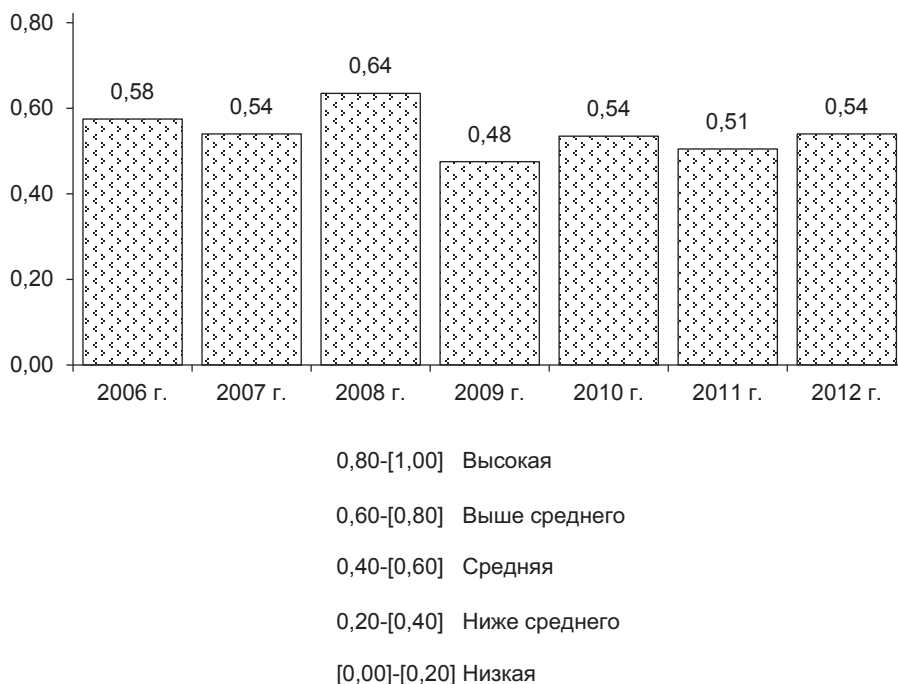 0,80
0,64
0,58
0,54
0,54
0,54
0,51
0,48
0,60
0,40
0,20
0,00
2006 г. 2007 г. 2008 г. 2009 г. 2010 г. 2011 г. 2012 г.
0,80-[1,00] Высокая
0,60-[0,80] Выше среднего
0,40-[0,60] Средняя
0,20-[0,40] Ниже среднего
[0,00]-[0,20] Низкая